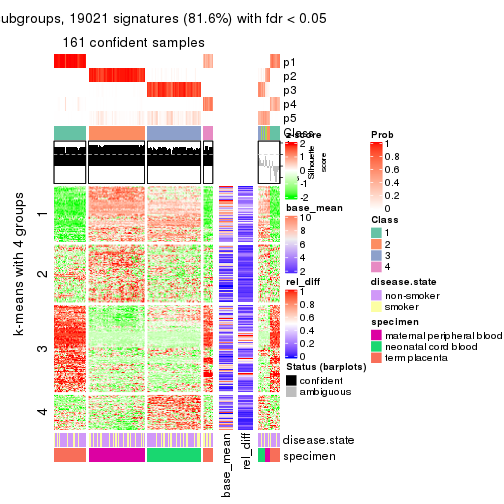 ubgroups, 19021 signatures (81.6%) with fdr < 0.05
161 confident samples
p1
p2
p3
p4
p5
Class
z-score
2
1
0
-1
-2
Silhouette
score
base_mean
10
8
6
4
2
rel_diff
1
0.8
0.6
0.4
0.2
0
Status (barplots)
confident
ambiguous
Prob
1
0.8
0.6
0.4
0.2
0
Class
1
2
3
4
disease.state
non-smoker
smoker
specimen
maternal peripheral blood
neonatal cord blood
term placenta
k-means with 4 groups
1
2
3
4
disease.state
specimen
base_mean
rel_diff